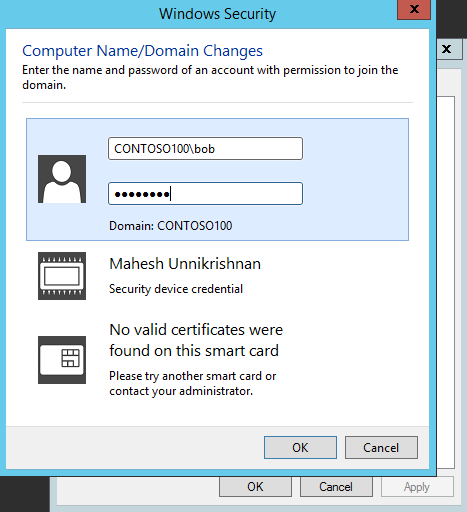 Windows Security
x
Computer Name/Domain Changes
Enter the name and password of an account with permission to join the
domain.
x
CONTOSO100\bob
●●●●●●●●
Domain: CONTOSO100
Mahesh Unnikrishnan
Security device credential
No valid certificates were
found on this smart card
Please try another smart card or
contact your administrator.
OK
Cancel
OK
Cancel
Apply